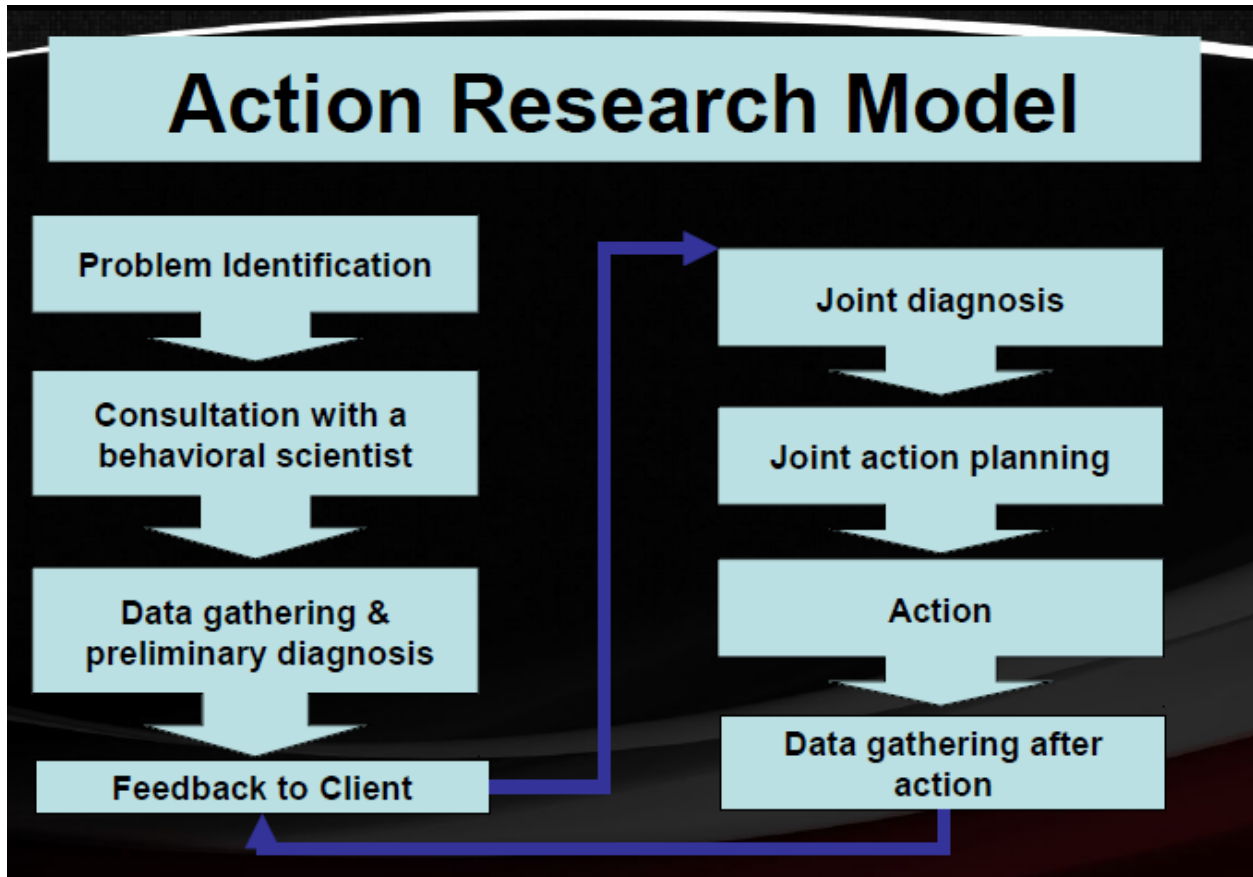 Action Research Model
Problem Identification
Consultation with a
behavioral scientist
Data gathering &
preliminary diagnosis
Feedback to Client
Joint diagnosis
Joint action planning
Action
Data gathering after
action